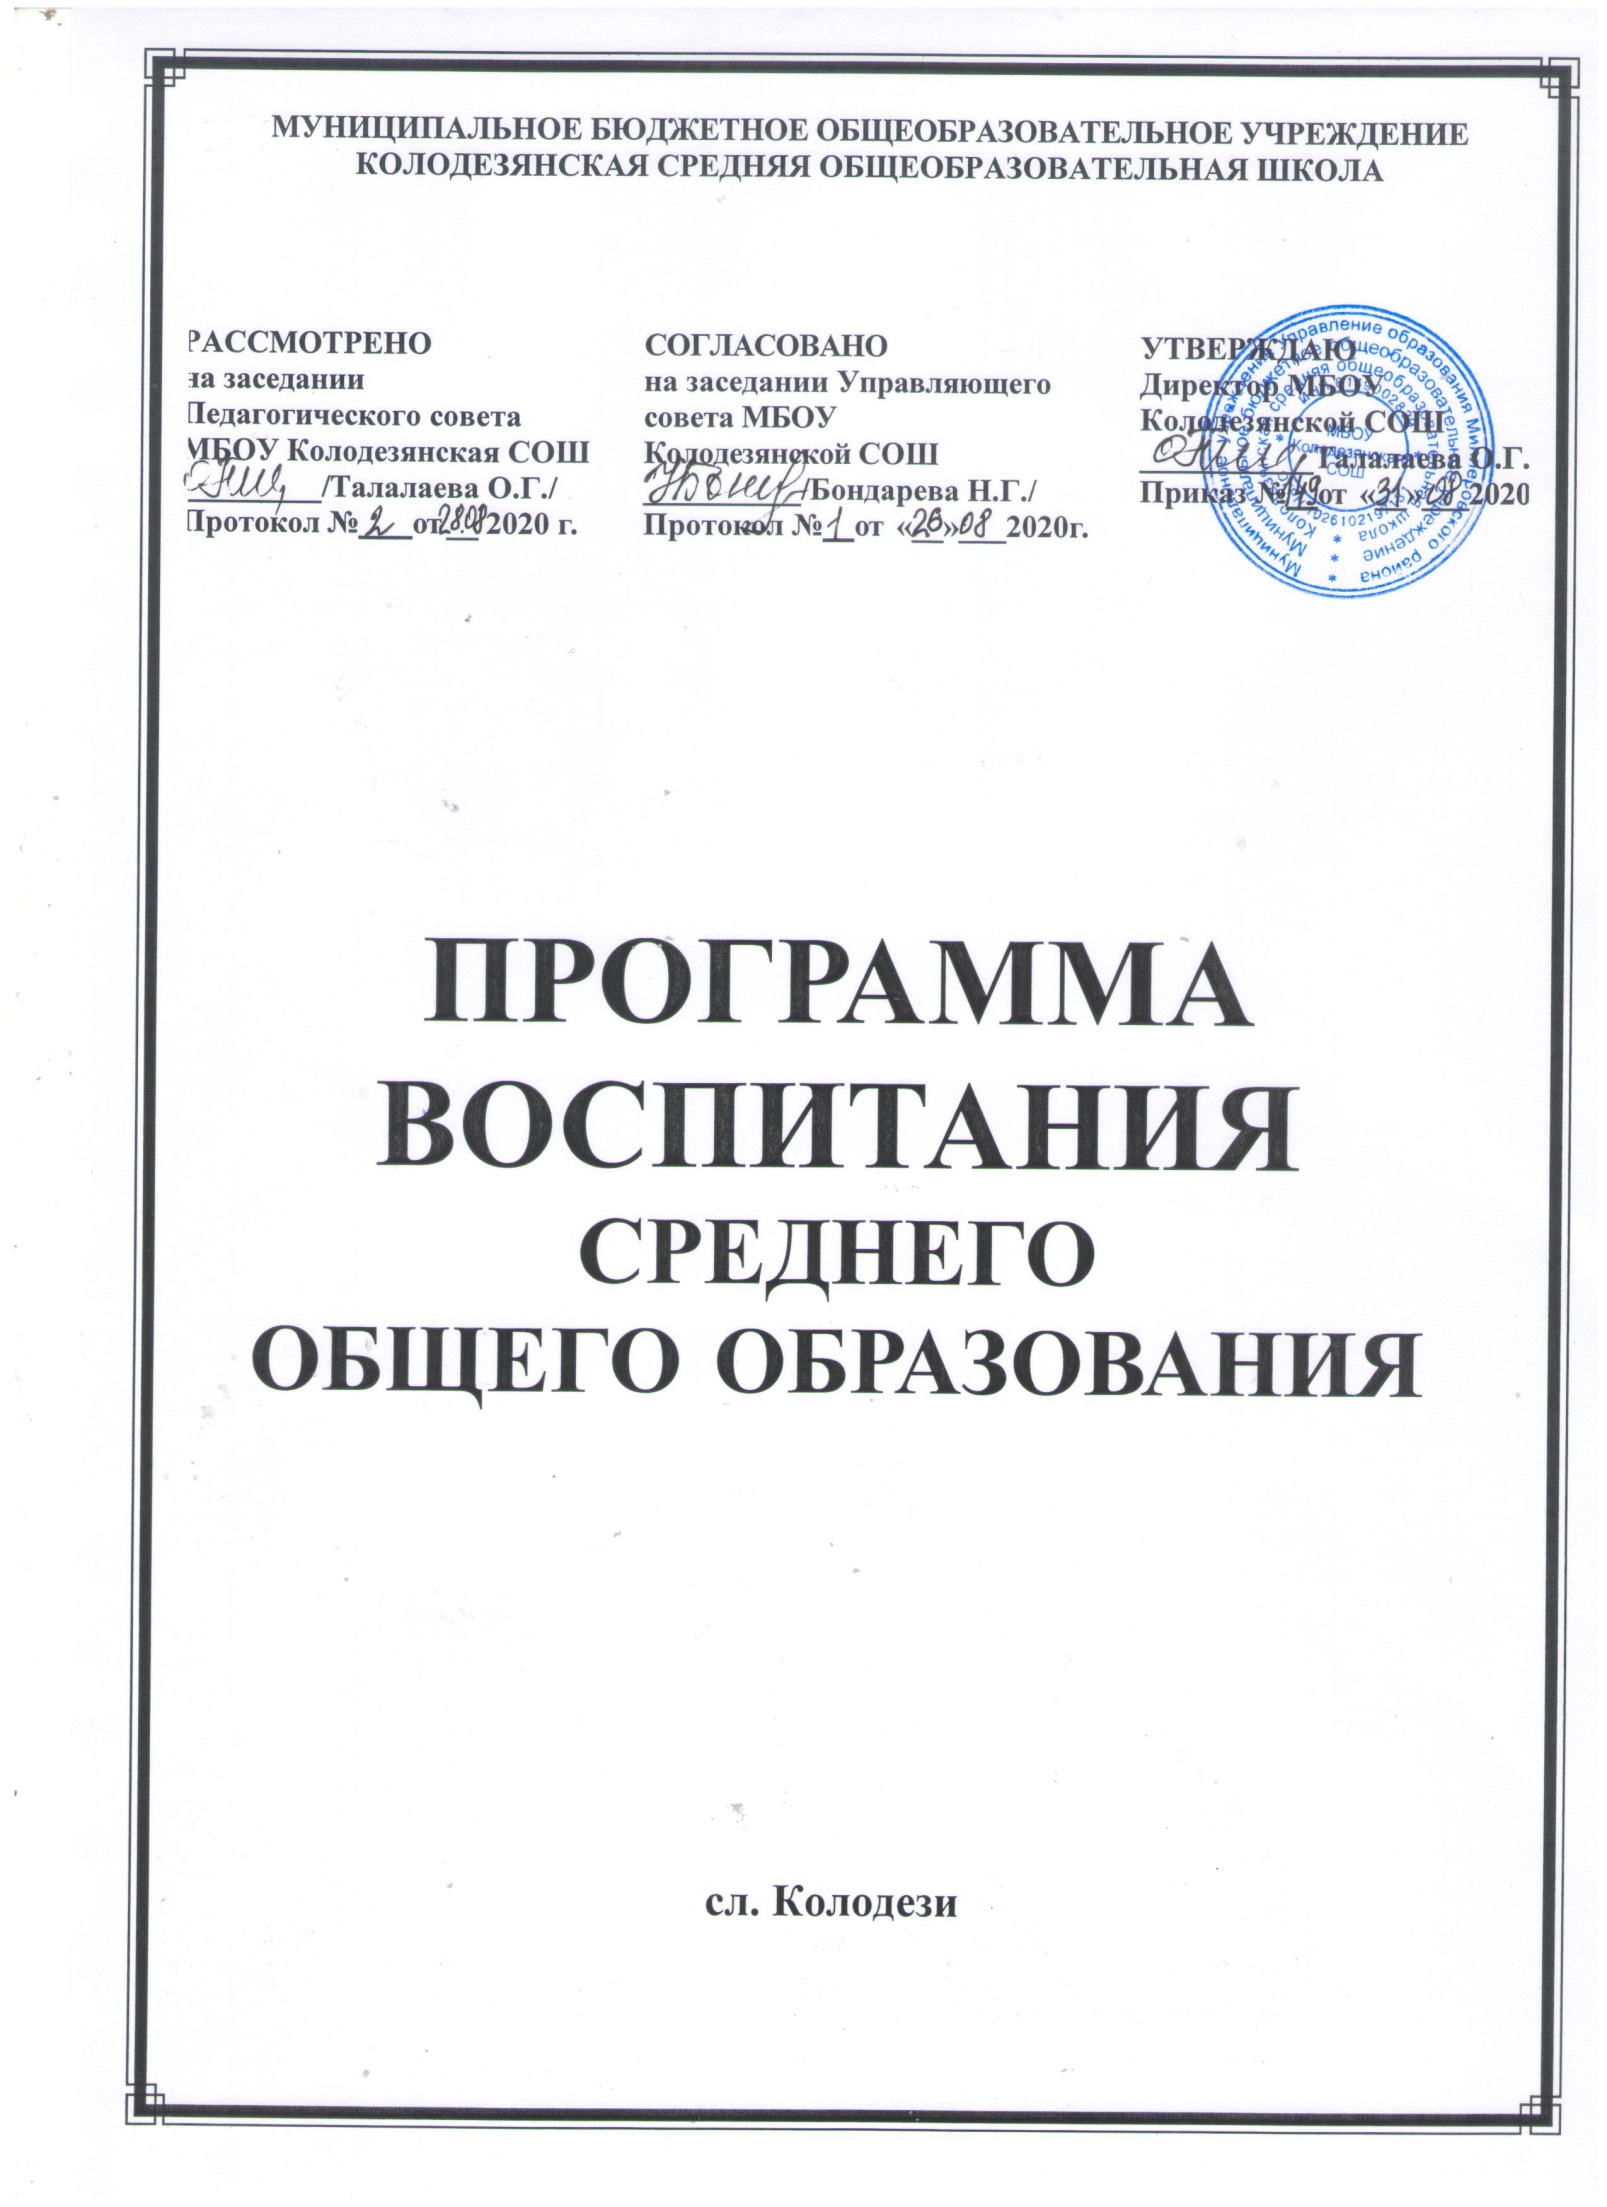 МУНИЦИПАЛЬНОЕ БЮДЖЕТНОЕ ОБЩЕОБРАЗОВАТЕЛЬНОЕ УЧРЕЖДЕНИЕ
КОЛОДЕЗЯНСКАЯ СРЕДНЯЯ ОБЩЕОБРАЗОВАТЕЛЬНАЯ ШКОЛА
РАССМОТРЕНО
на заседании
Педагогического совета
МБОУ Колодезянская СОШ
/Талалаева О.Г./
Протокол № 2 от 28.08 2020 г.
СОГЛАСОВАНО
на заседании Управляющего
совета МБОУ
Колодезянской СОШ
/Бондарева Н.Г./
Протокол № 1 от «28» 08 2020г.
УТВЕРЖДАЮ
Директор МБОУ
Колодезянской СОШ
Талалаева О.Г.
Приказ № от «31» 08 2020
МБОУ
Колодезянская
СОШ
ПРОГРАММА
ВОСПИТАНИЯ
СРЕДНЕГО
ОБЩЕГО ОБРАЗОВАНИЯ
сл. Колодези